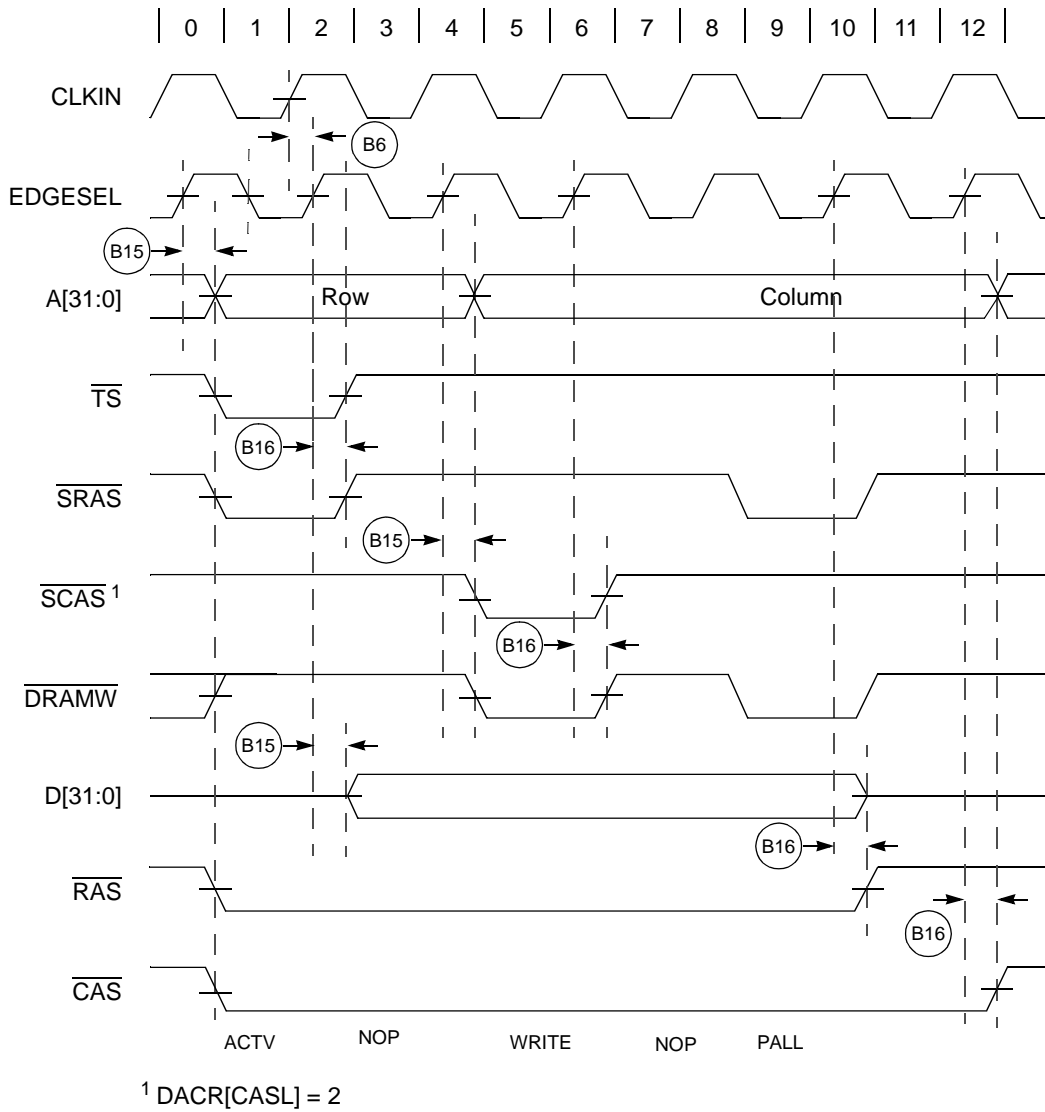 0 1 2 3 4 5 6 7 8 9 10 11 12
CLKIN
B6
EDGESEL
B15
A[31:0] Row Column
TS
B16
SRAS
B15
SCAS 1
B16
DRAMW
B15
D[31:0]
B16
RAS
B16
CAS
ACTV NOP WRITE NOP PALL
1 DACR[CASL] = 2